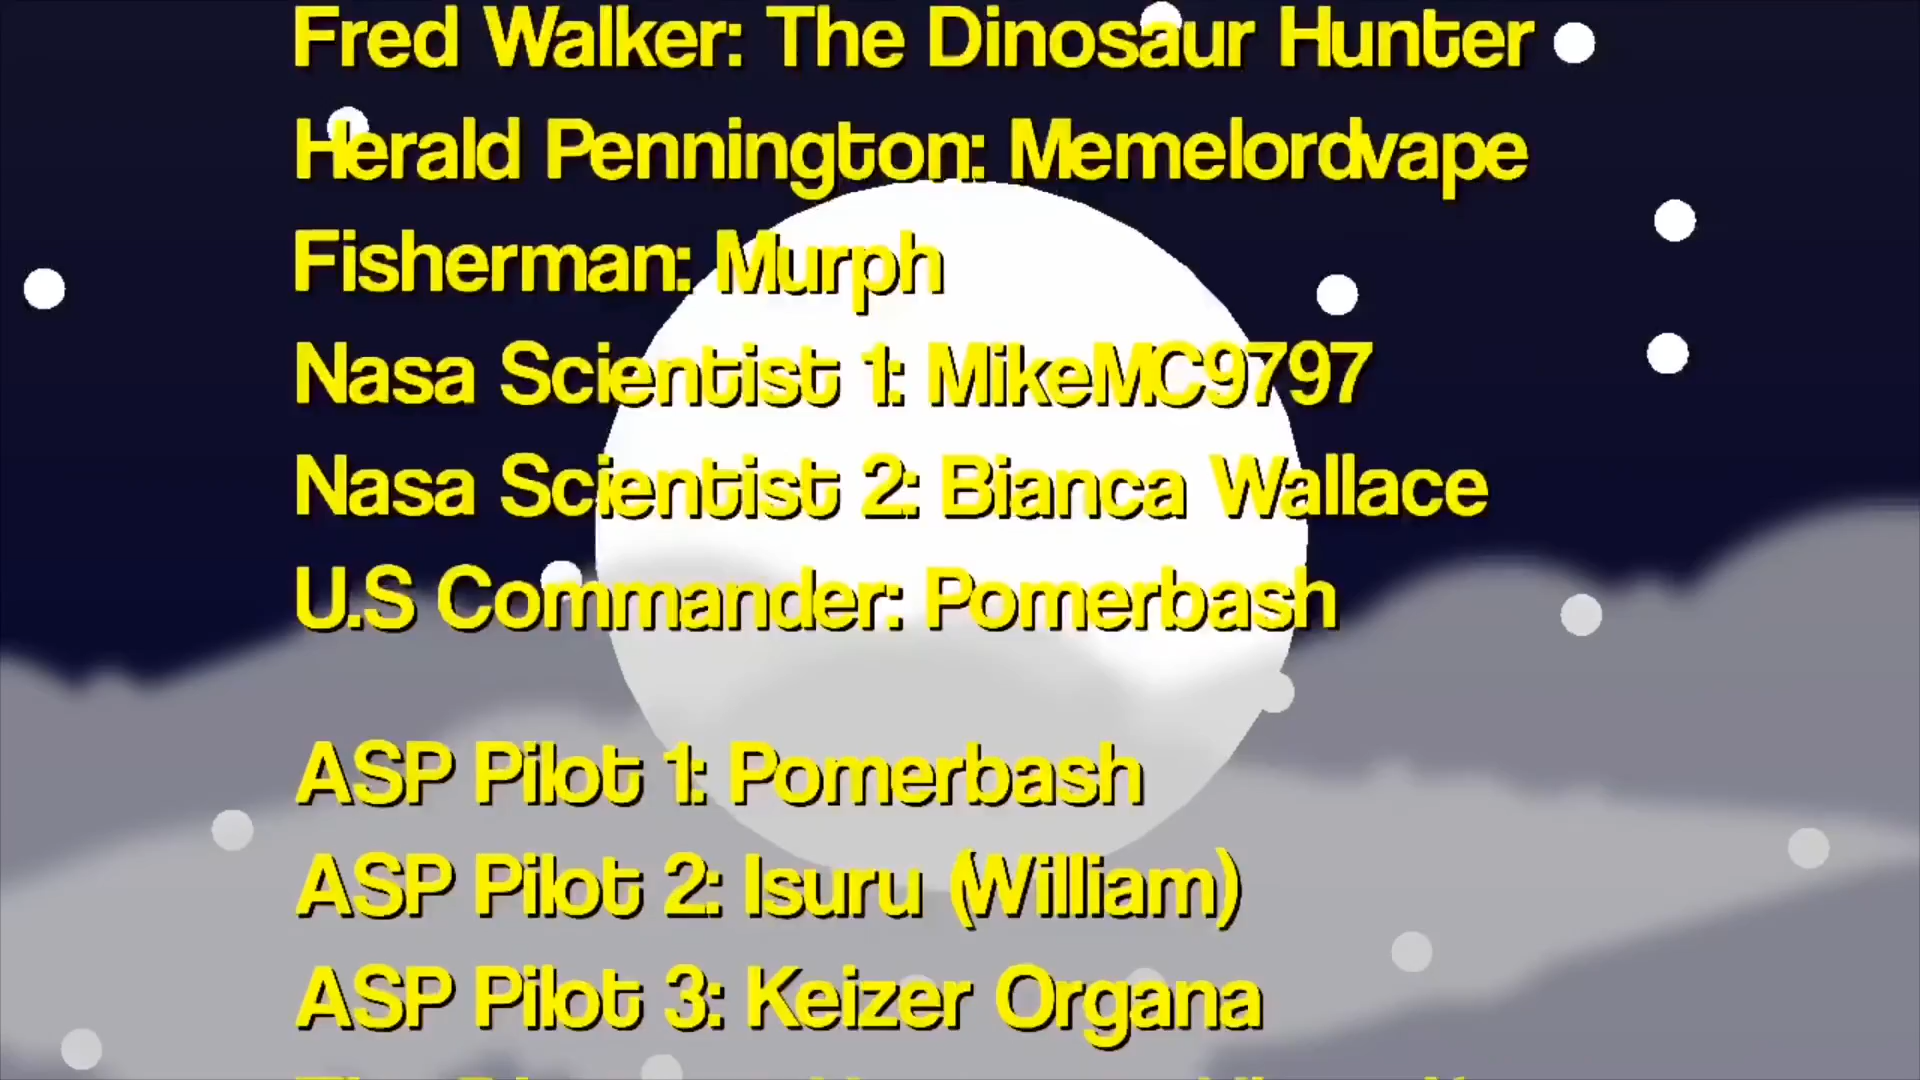 Fred Walker: The Dinosaur Hunter
Herald Pennington: Memelordvape
Fisherman: Murph
Nasa Scientist 1: MikeMC9797
Nasa Scientist 2: Bianca Wallace
U.S Commander: Pomerbash
ASP Pilot 1: Pomerbash
ASP Pilot 2: Isuru (William)
ASP Pilot 3: Keizer Organa